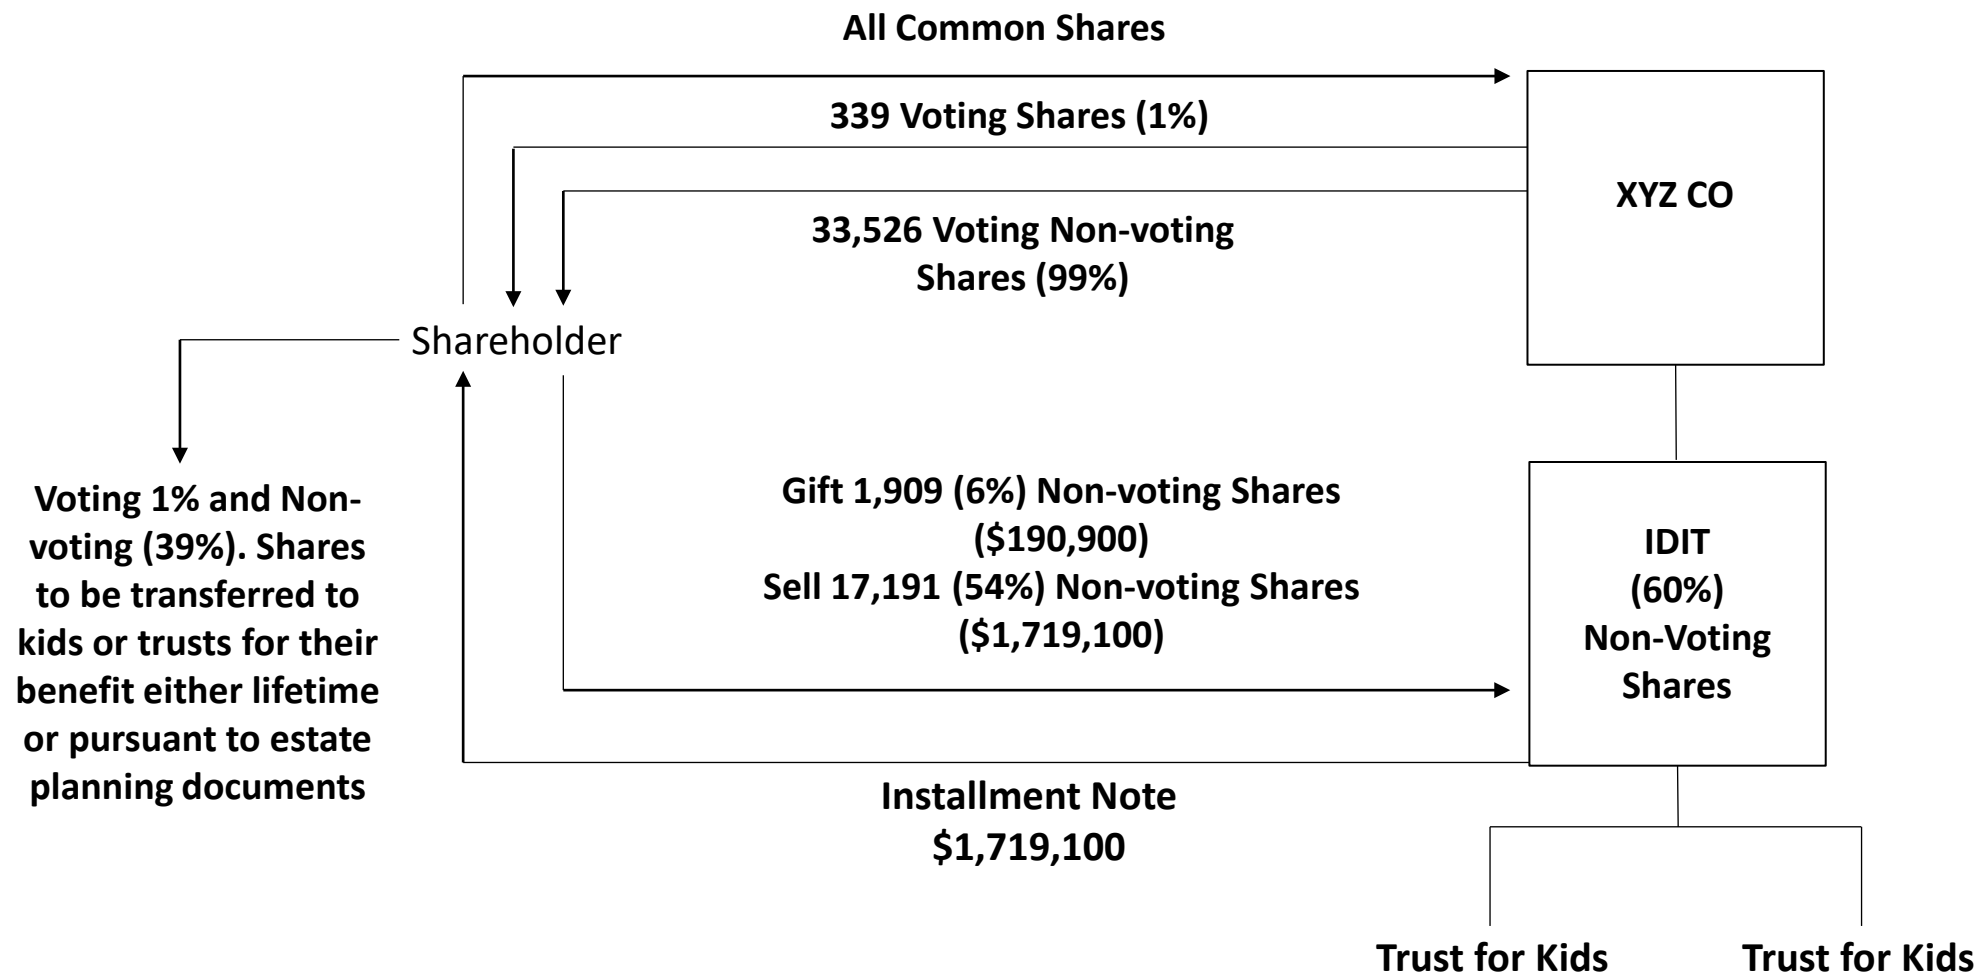 All Common Shares
339 Voting Shares (1%)
XYZ CO
33,526 Voting Non-voting
Shares (99%)
Shareholder
Voting 1% and Non-
voting (39%). Shares
to be transferred to
kids or trusts for their
benefit either lifetime
or pursuant to estate
planning documents
Gift 1,909 (6%) Non-voting Shares
($190,900)
Sell 17,191 (54%) Non-voting Shares
($1,719,100)
IDIT
(60%)
Non-Voting
Shares
Installment Note
$1,719,100
Trust for Kids
Trust for Kids